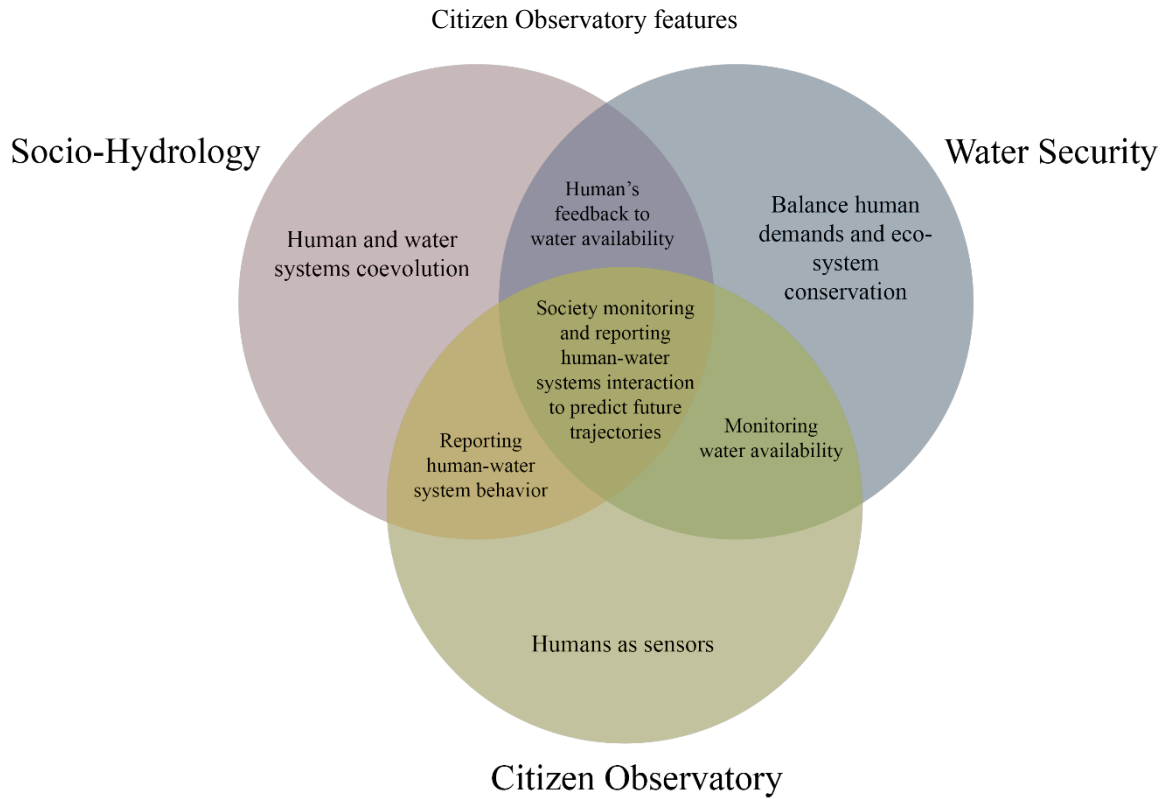 Citizen Observatory features
Socio-Hydrology
Water Security
Human’s
feedback to
water availability
Balance human
demands and eco-
system
conservation
Human and water
systems coevolution
Society monitoring
and reporting
human-water
systems interaction
to predict future
trajectories
Reporting
human-water
system behavior
Monitoring
water availability
Humans as sensors
Citizen Observatory